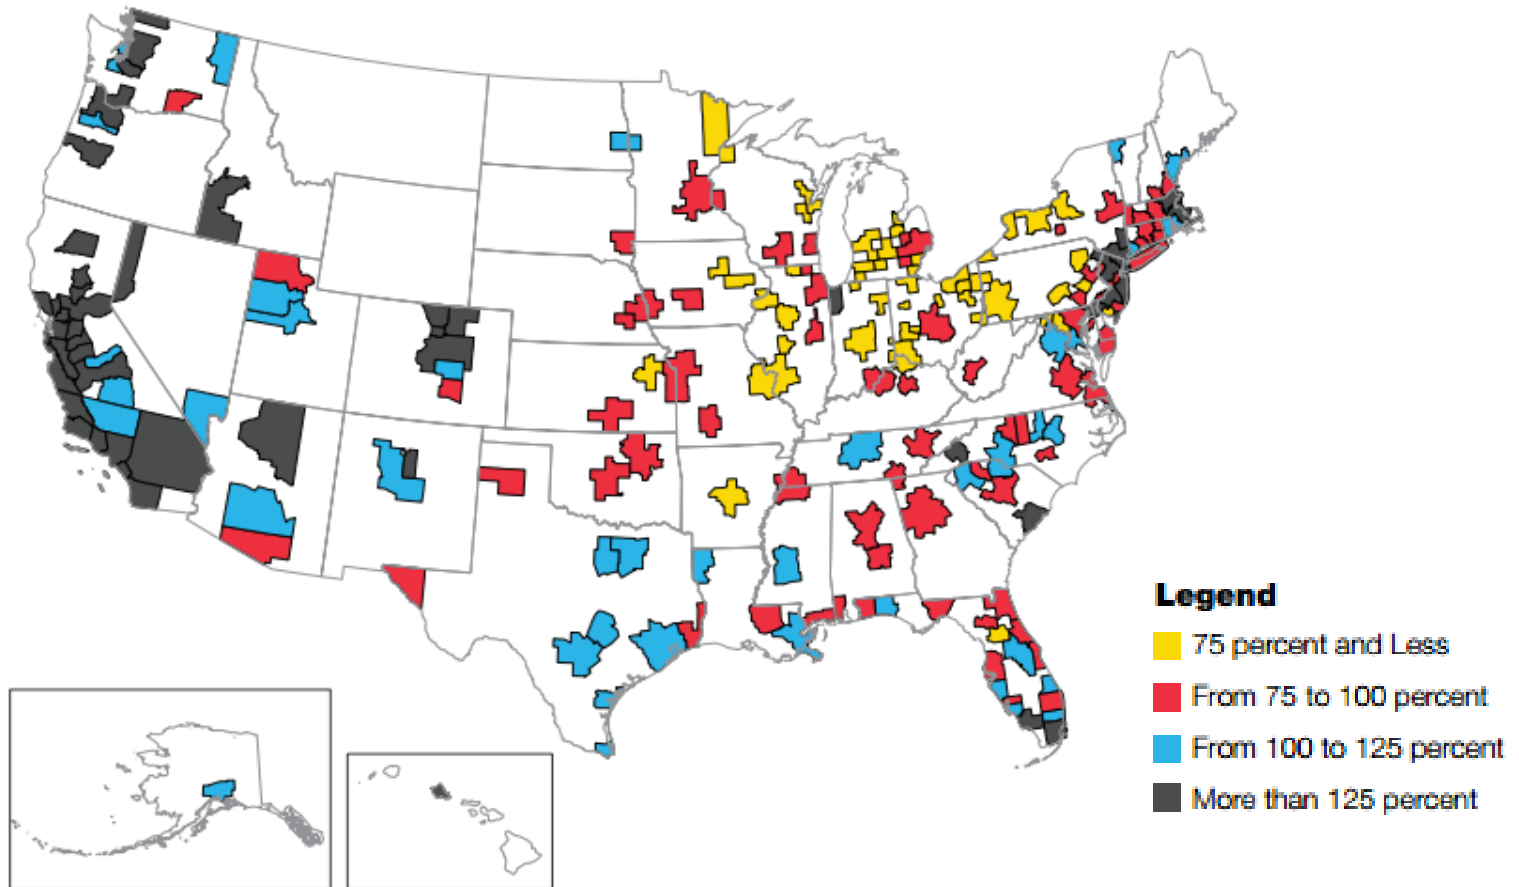 Legend
75 percent and Less
From 75 to 100 percent
From 100 to 125 percent
More than 125 percent